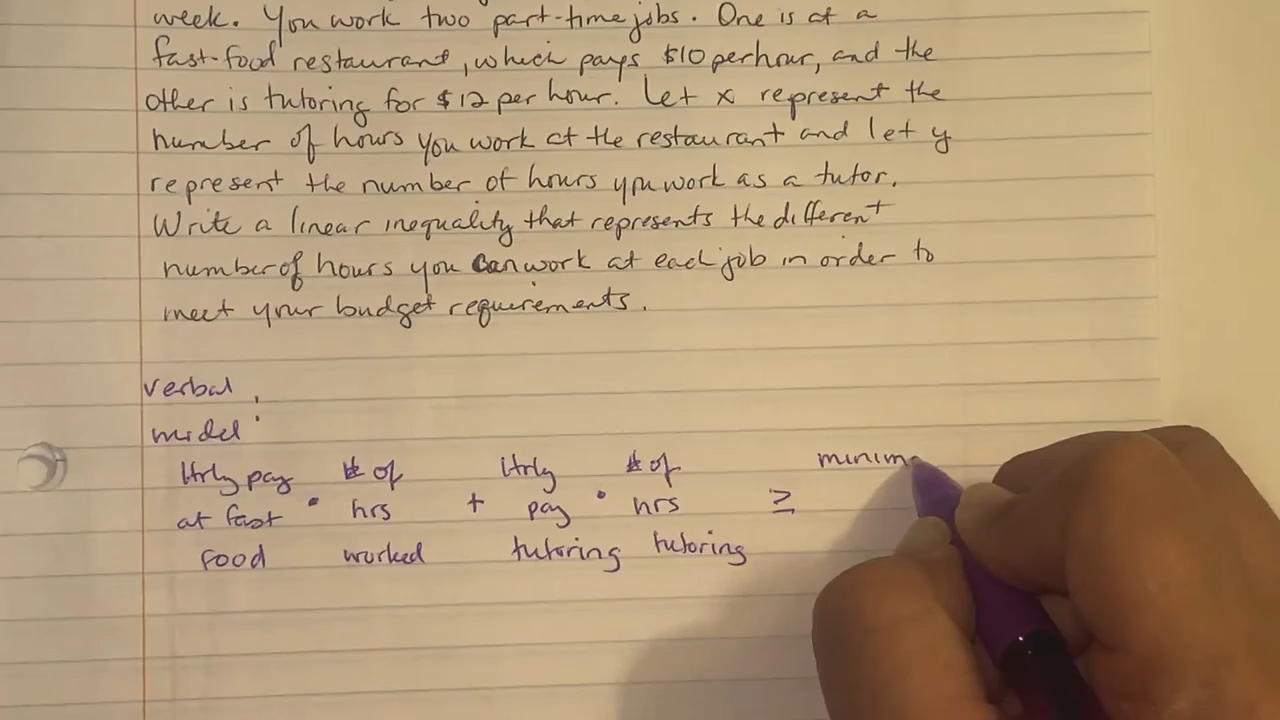 week. You work two part-time jobs. One is at a
fast-food restaurant, which pays $10 per hour, and the
other is tutoring for $12 per hour. Let x represent the
number of hours you work at the restaurant and let y
represent the number of hours you work as a tutor.
Write a linear inequality that represents the different
number of hours you can work at each job in order to
meet your budget requirements.
verbal
model:
Hrly pay # of Hrly # of minim
at fast • hrs + pay • hrs ≥
food worked tutoring tutoring